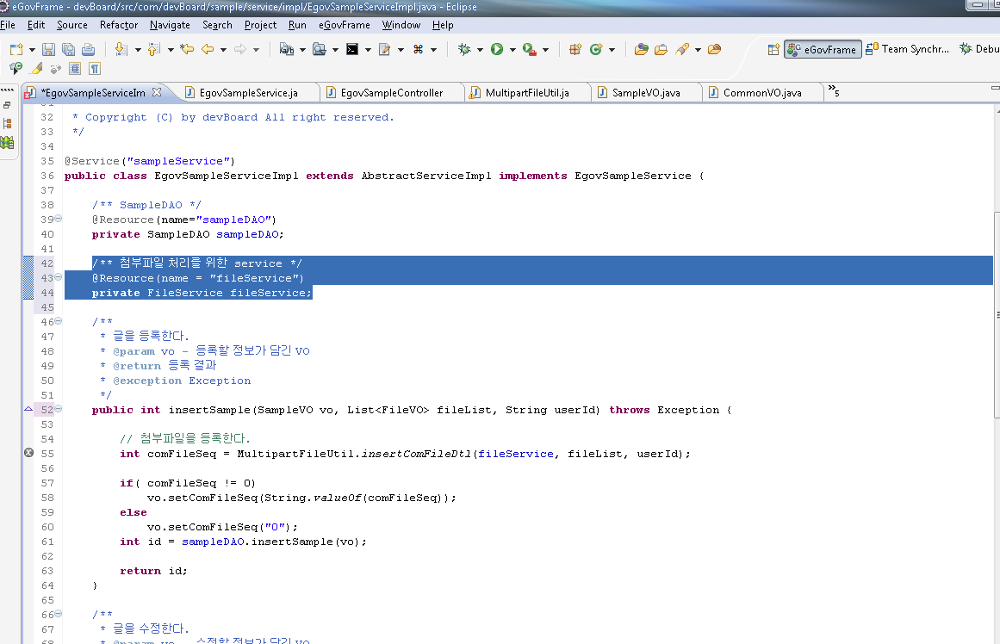 eGovFrame - devBoard/src/com/devBoard/sample/service/impl/EgovSampleServiceImpl.java - Eclipse
File Edit Source Refactor Navigate Search Project Run eGovFrame Window Help
eGovFrame Team Synchr... Debu
*EgovSampleServiceIm EgovSampleService.ja EgovSampleController MultipartFileUtil.ja SampleVO.java CommonVO.java »5
31
32 * Copyright (C) by devBoard All right reserved.
33 */
34
35 @Service("sampleService")
36 public class EgovSampleServiceImpl extends AbstractServiceImpl implements EgovSampleService {
37
38 /** SampleDAO */
39 @Resource(name="sampleDAO")
40 private SampleDAO sampleDAO;
41
42 /** 첨부파일 처리를 위한 service */
43 @Resource(name = "fileService")
44 private FileService fileService;
45
46 /**
47 * 글을 등록한다.
48 * @param vo - 등록할 정보가 담긴 VO
49 * @return 등록 결과
50 * @exception Exception
51 */
52 public int insertSample(SampleVO vo, List<FileVO> fileList, String userId) throws Exception {
53
54 // 첨부파일을 등록한다.
55 int comFileSeq = MultipartFileUtil.insertComFileDtl(fileService, fileList, userId);
56
57 if( comFileSeq != 0)
58 vo.setComFileSeq(String.valueOf(comFileSeq));
59 else
60 vo.setComFileSeq("0");
61 int id = sampleDAO.insertSample(vo);
62
63 return id;
64 }
65
66 /**
67 * 글을 수정한다.
68 * @param vo - 수정할 정보가 담긴 VO